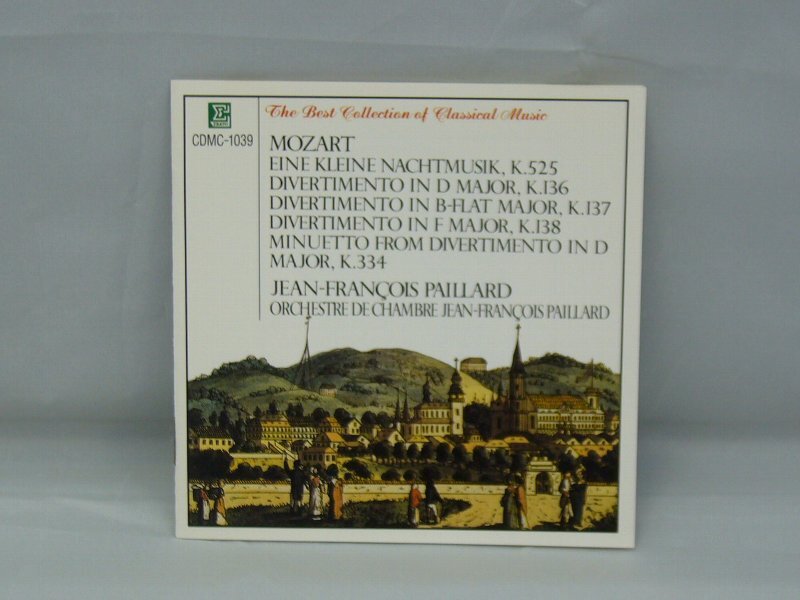 The Best Collection of Classical Music
CDMC-1039
MOZART
EINE KLEINE NACHTMUSIK, K.525
DIVERTIMENTO IN D MAJOR, K.136
DIVERTIMENTO IN B-FLAT MAJOR, K.137
DIVERTIMENTO IN F MAJOR, K.138
MINUETTO FROM DIVERTIMENTO IN D
MAJOR, K.334
JEAN-FRANÇOIS PAILLARD
ORCHESTRE DE CHAMBRE JEAN-FRANÇOIS PAILLARD